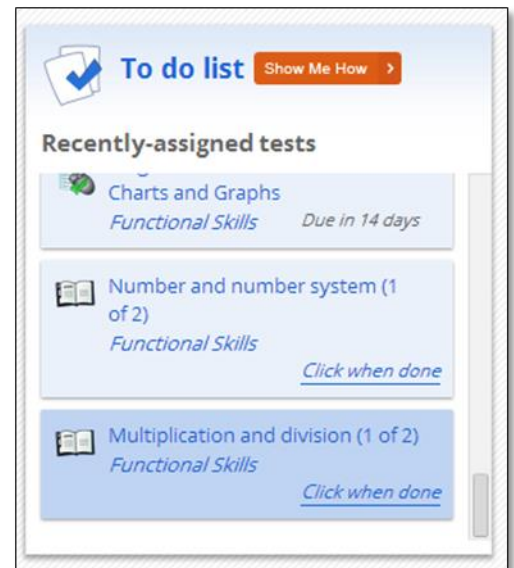 To do list Show Me How >
Recently-assigned tests
Charts and Graphs
Functional Skills Due in 14 days
Number and number system (1
of 2)
Functional Skills
Click when done
Multiplication and division (1 of 2)
Functional Skills
Click when done